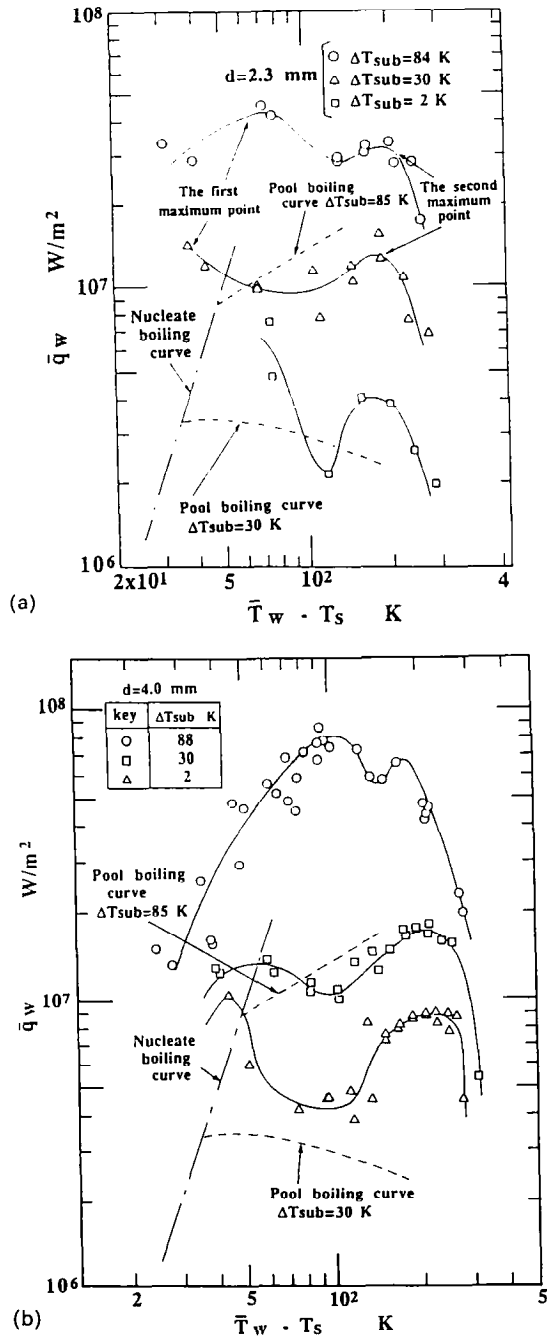 10⁸
d=2.3 mm
○ ΔTsub=84 K
△ ΔTsub=30 K
□ ΔTsub= 2 K
The first
maximum point
Pool boiling
curve ΔTsub=85 K
The second
maximum
point
W/m²
10⁷
Nucleate
boiling
curve
q̄w
Pool boiling curve
ΔTsub=30 K
10⁶
2x10¹ 5 10² 4
(a)
T̄w - Ts K
10⁸
d=4.0 mm
key ΔTsub K
○ 88
□ 30
△ 2
W/m²
Pool boiling
curve
ΔTsub=85 K
10⁷
q̄w
Nucleate
boiling
curve
Pool boiling curve
ΔTsub=30 K
10⁶
2 5 10² 2 5
(b)
T̄w - Ts K